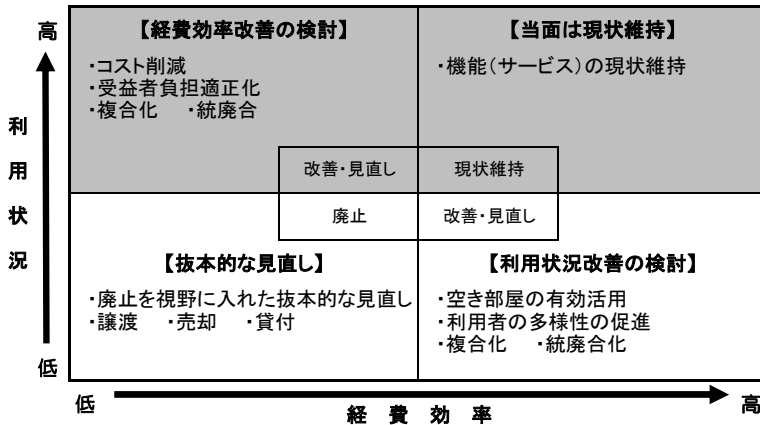 高
【経費効率改善の検討】
・コスト削減
・受益者負担適正化
・複合化 ・統廃合
【当面は現状維持】
・機能(サービス)の現状維持
利用状況
改善・見直し
現状維持
廃止
改善・見直し
【抜本的な見直し】
・廃止を視野に入れた抜本的な見直し
・譲渡 ・売却 ・貸付
【利用状況改善の検討】
・空き部屋の有効活用
・利用者の多様性の促進
・複合化 ・統廃合化
低
低
高
経費効率